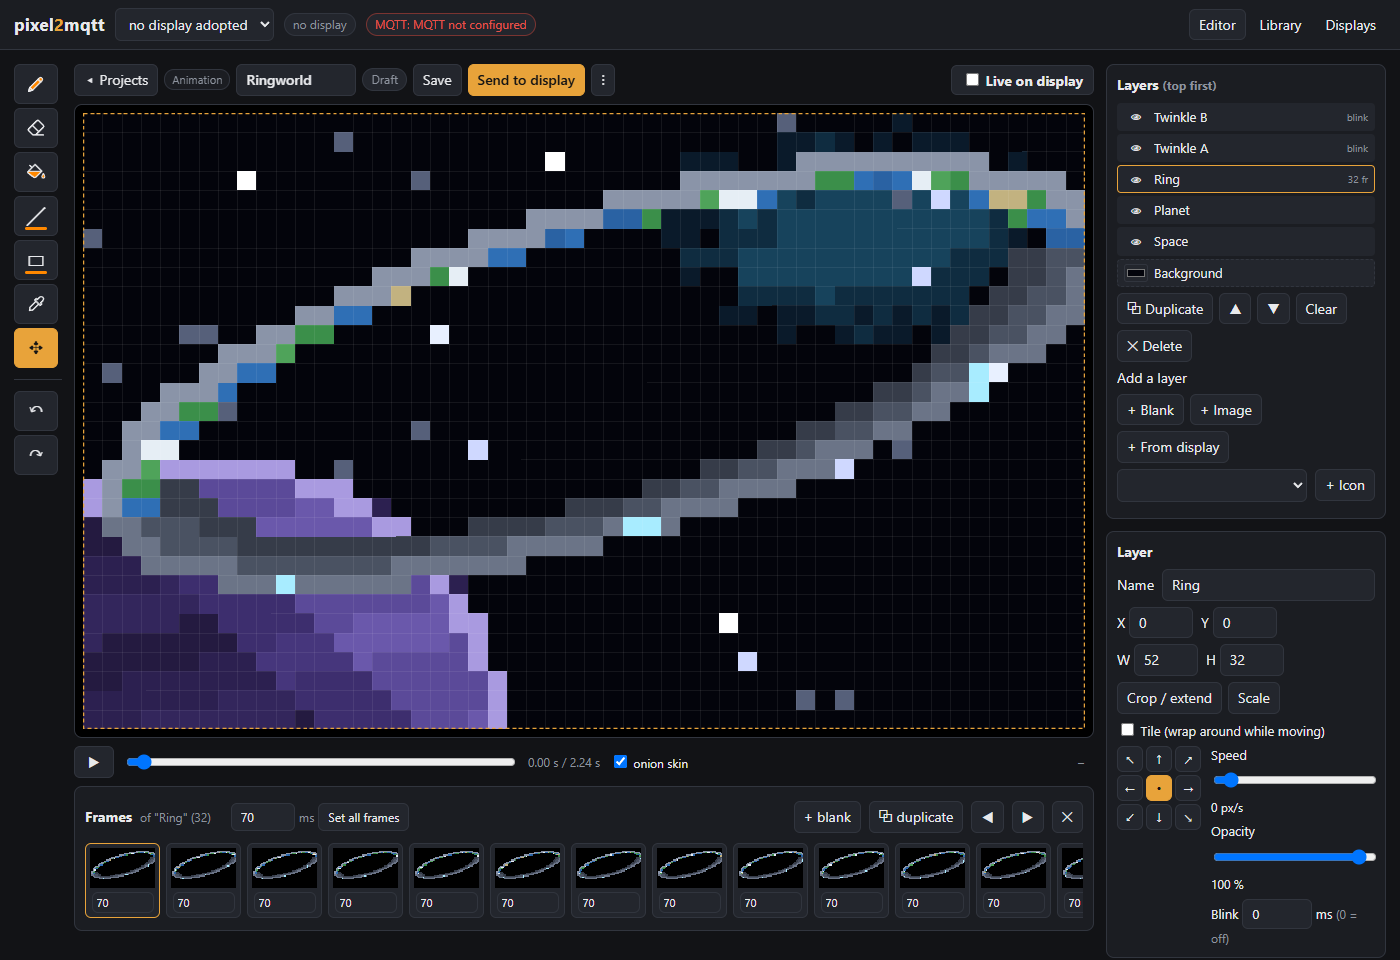 pixel2mqtt
no display adopted
no display
MQTT: MQTT not configured
Editor
Library
Displays
Projects
Animation
Ringworld
Draft
Save
Send to display
Live on display
Layers (top first)
Twinkle B blink
Twinkle A blink
Ring 32 fr
Planet
Space
Background
Duplicate
Clear
Delete
Add a layer
+ Blank
+ Image
+ From display
+ Icon
Layer
Name Ring
X 0 Y 0
W 52 H 32
Crop / extend
Scale
Tile (wrap around while moving)
Speed
0 px/s
Opacity
100 %
Blink 0 ms (0 =
off)
0.00 s / 2.24 s
onion skin
–
Frames of "Ring" (32)
70 ms
Set all frames
+ blank
duplicate
70 70 70 70 70 70 70 70 70 70 70 70 70